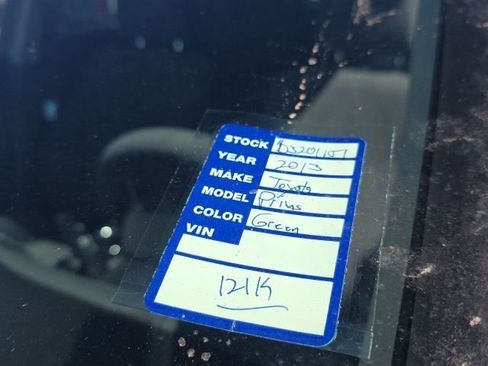 STOCK
YEAR 2013
MAKE Toyota
MODEL Prius
COLOR Green
VIN
121K